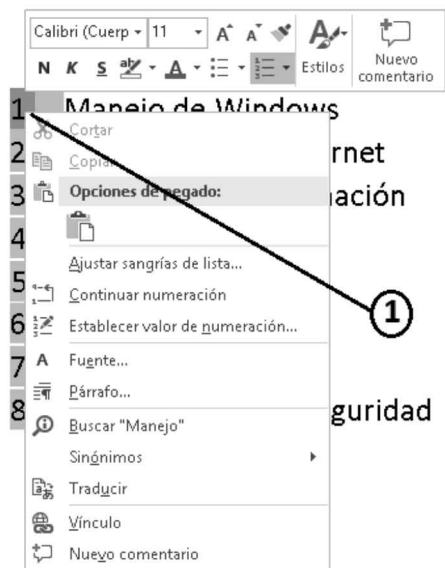 Calibri (Cuerp 11 A A A
N K S aby A Estilos Nuevo comentario
1 Manejo de Windows
Cortar
2 rnet
Copiar
3 Opciones de pegado: ación
4
Ajustar sangrías de lista...
5 Continuar numeración
1
6 Establecer valor de numeración...
7 Fuente...
Párrafo...
8 Buscar "Manejo" guridad
Sinónimos
Traducir
Vínculo
Nuevo comentario